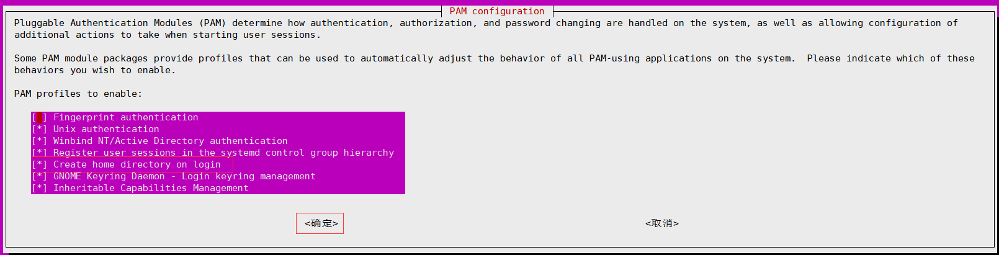 PAM configuration
Pluggable Authentication Modules (PAM) determine how authentication, authorization, and password changing are handled on the system, as well as allowing configuration of
additional actions to take when starting user sessions.
Some PAM module packages provide profiles that can be used to automatically adjust the behavior of all PAM-using applications on the system.  Please indicate which of these
behaviors you wish to enable.
PAM profiles to enable:
[ ] Fingerprint authentication
[*] Unix authentication
[*] Winbind NT/Active Directory authentication
[*] Register user sessions in the systemd control group hierarchy
[*] Create home directory on login
[*] GNOME Keyring Daemon - Login keyring management
[*] Inheritable Capabilities Management
<确定> <取消>